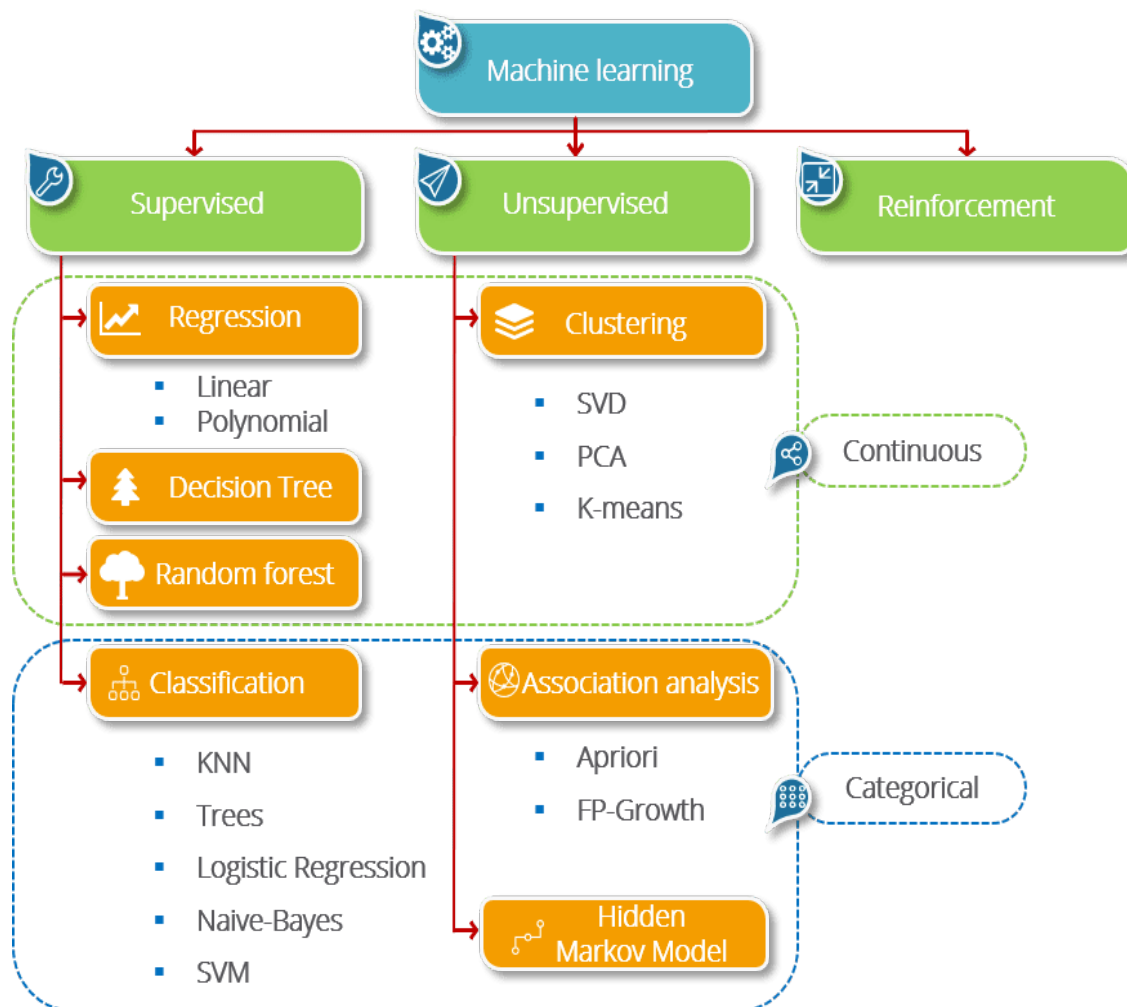 Machine learning
Supervised
Unsupervised
Reinforcement
Regression
Linear
Polynomial
Decision Tree
Random forest
Clustering
SVD
PCA
K-means
Continuous
Classification
KNN
Trees
Logistic Regression
Naive-Bayes
SVM
Association analysis
Apriori
FP-Growth
Hidden
Markov Model
Categorical